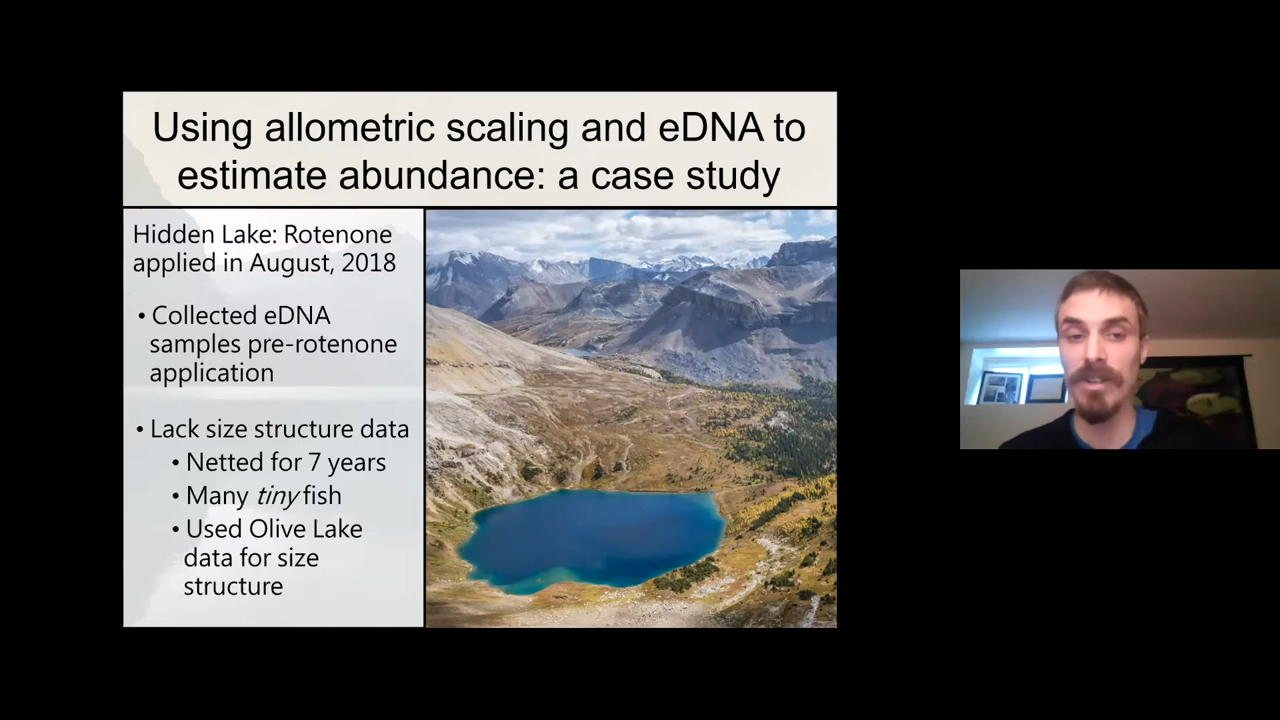 Using allometric scaling and eDNA to
estimate abundance: a case study
Hidden Lake: Rotenone
applied in August, 2018
• Collected eDNA
samples pre-rotenone
application
• Lack size structure data
• Netted for 7 years
• Many tiny fish
• Used Olive Lake
data for size
structure